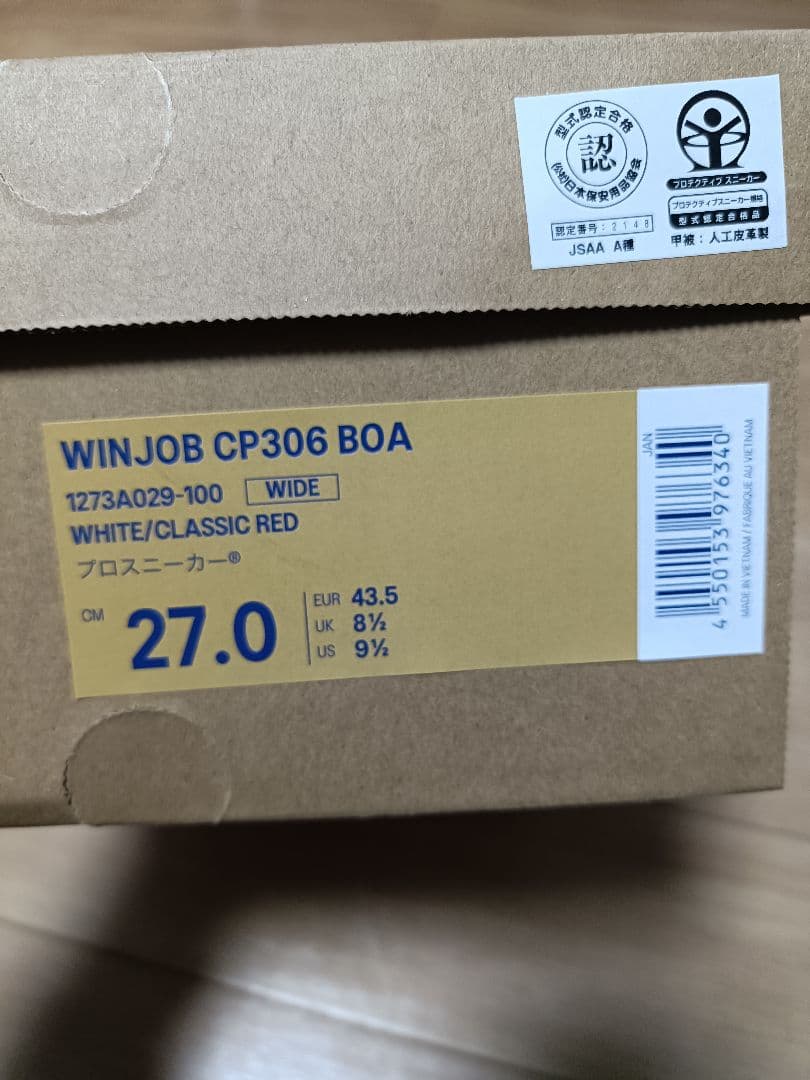 型式認定合格
認
(公社)日本保安用品協会
認定番号：2148
JSAA A種
プロテクティブスニーカー
プロテクティブスニーカー規格
型式認定合格品
甲被：人工皮革製
WINJOB CP306 BOA
1273A029-100 WIDE
WHITE/CLASSIC RED
プロスニーカー®
CM 27.0
EUR 43.5
UK 8½
US 9½
JAN
4 550153 976340
MADE IN VIETNAM / FABRIQUE AU VIETNAM